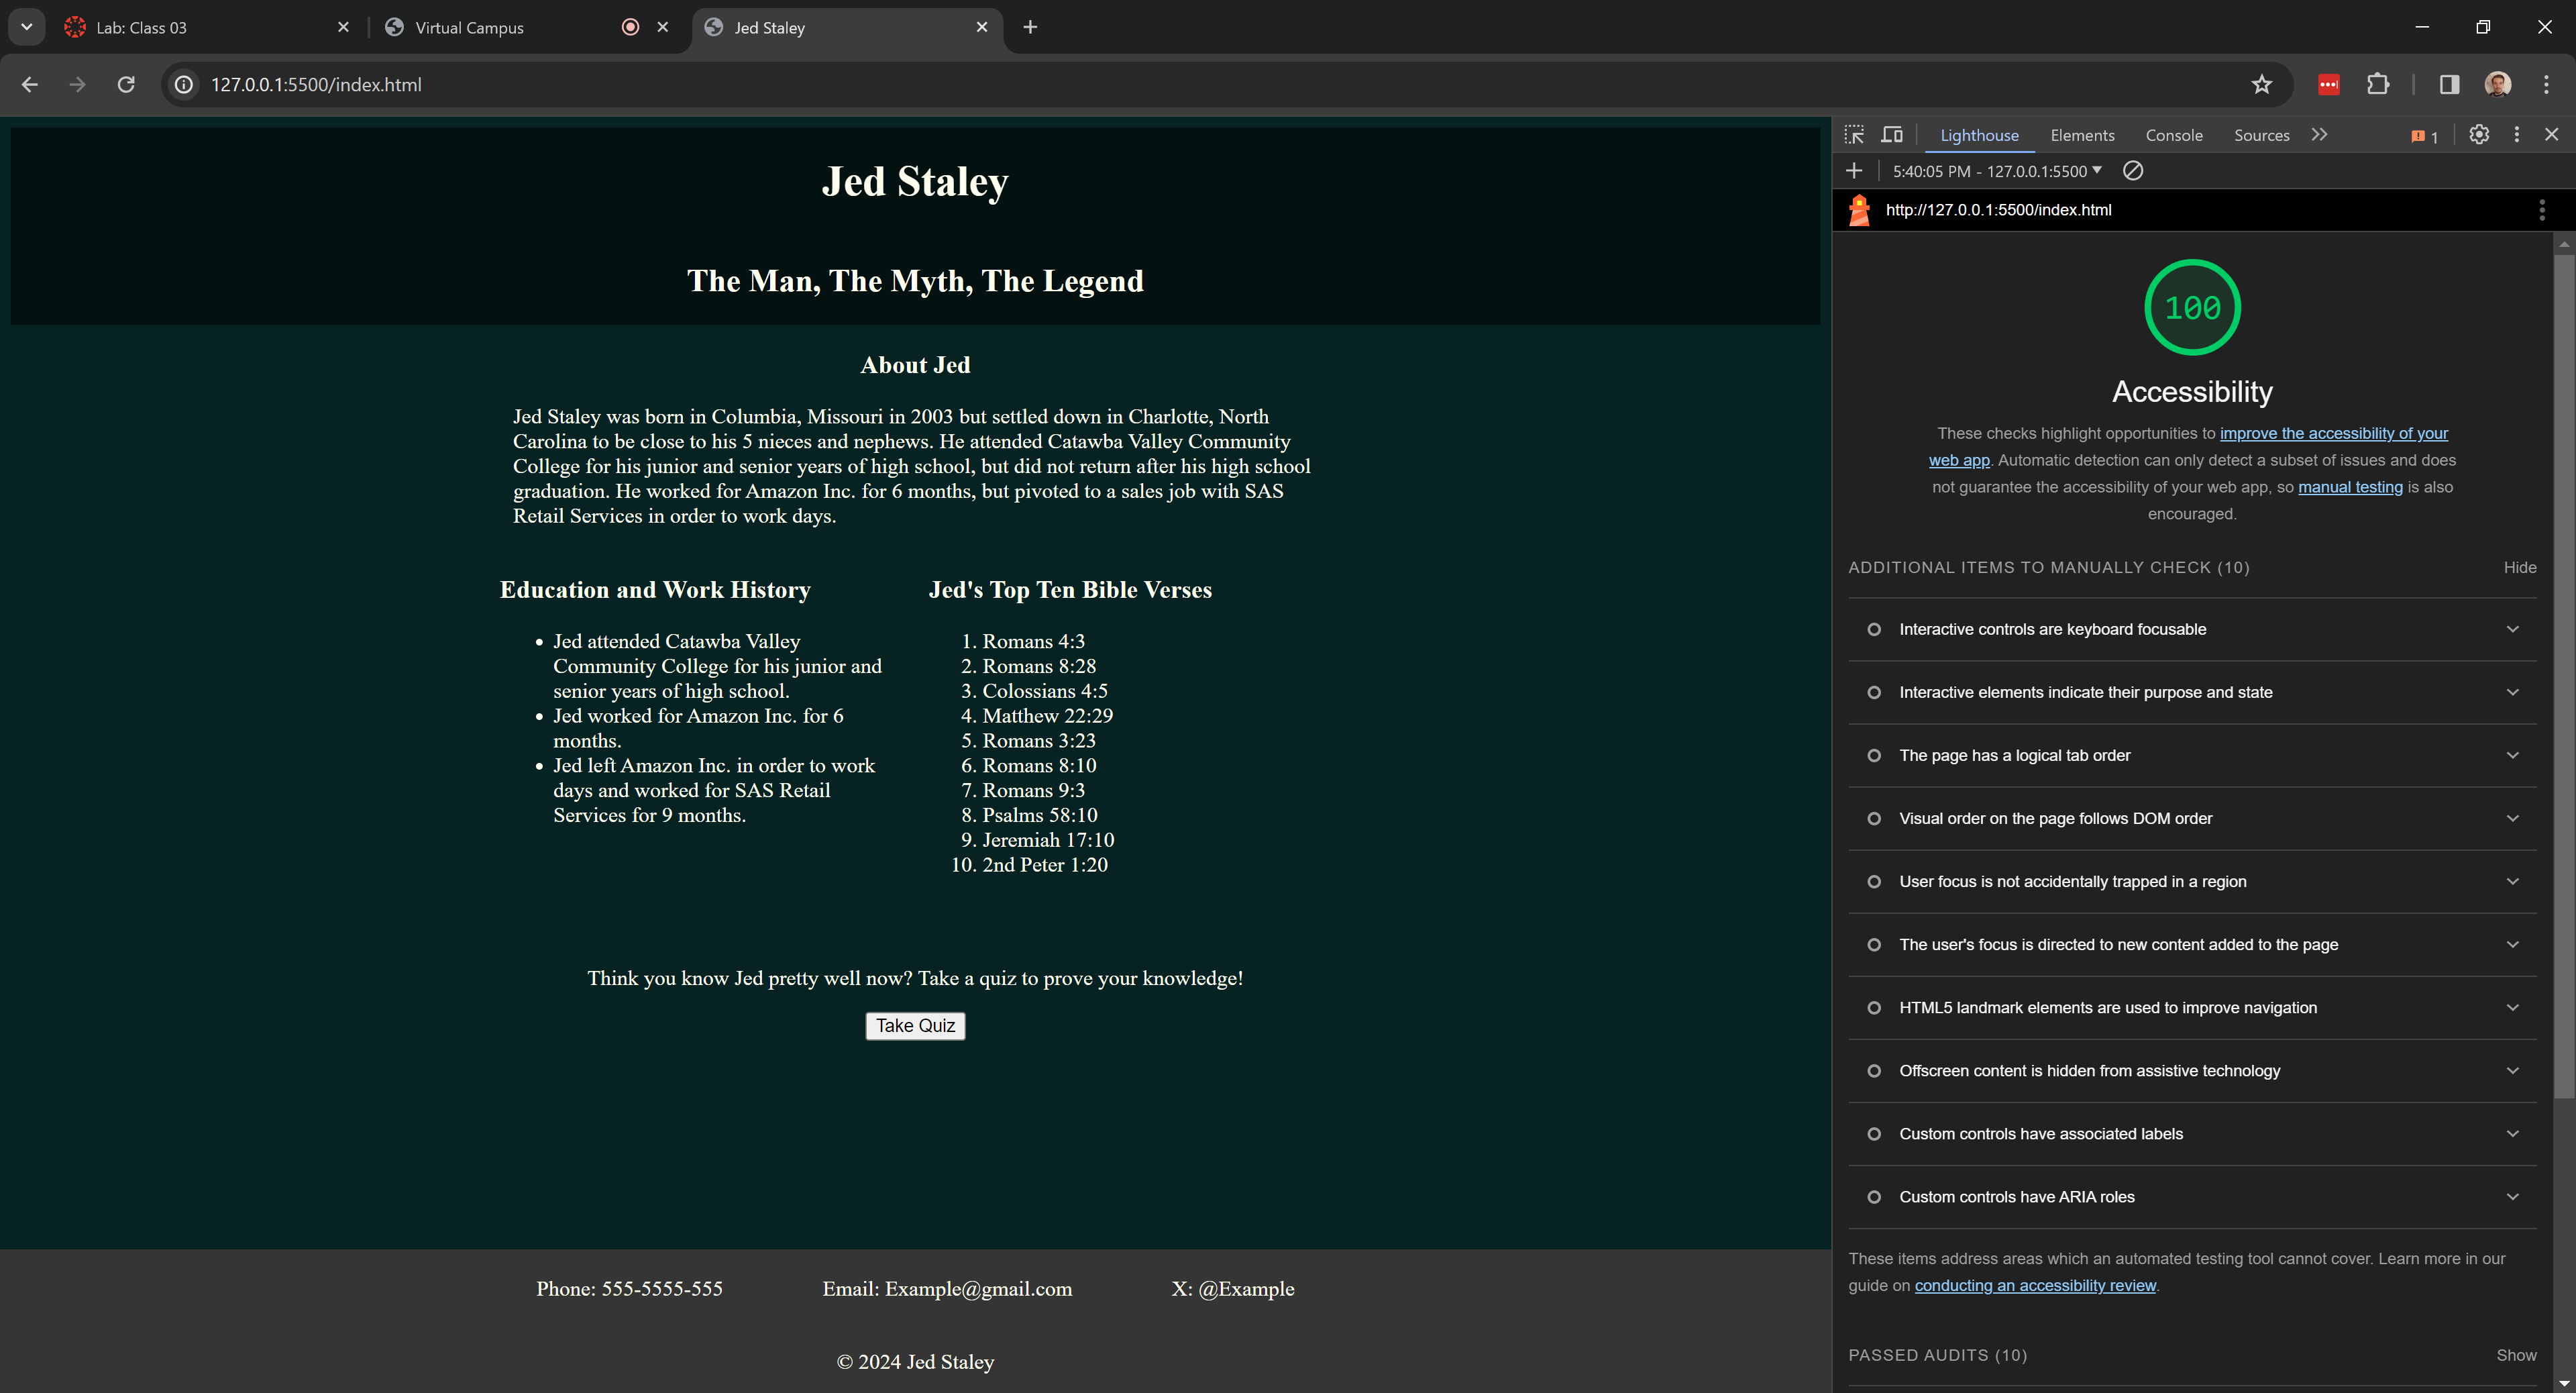 Lab: Class 03
Virtual Campus
Jed Staley
127.0.0.1:5500/index.html
Jed Staley
The Man, The Myth, The Legend
About Jed
Jed Staley was born in Columbia, Missouri in 2003 but settled down in Charlotte, North
Carolina to be close to his 5 nieces and nephews. He attended Catawba Valley Community
College for his junior and senior years of high school, but did not return after his high school
graduation. He worked for Amazon Inc. for 6 months, but pivoted to a sales job with SAS
Retail Services in order to work days.
Education and Work History
• Jed attended Catawba Valley
Community College for his junior and
senior years of high school.
• Jed worked for Amazon Inc. for 6
months.
• Jed left Amazon Inc. in order to work
days and worked for SAS Retail
Services for 9 months.
Jed's Top Ten Bible Verses
1. Romans 4:3
2. Romans 8:28
3. Colossians 4:5
4. Matthew 22:29
5. Romans 3:23
6. Romans 8:10
7. Romans 9:3
8. Psalms 58:10
9. Jeremiah 17:10
10. 2nd Peter 1:20
Think you know Jed pretty well now? Take a quiz to prove your knowledge!
Take Quiz
Phone: 555-5555-555
Email: Example@gmail.com
X: @Example
© 2024 Jed Staley
Lighthouse
Elements
Console
Sources
1
5:40:05 PM - 127.0.0.1:5500
http://127.0.0.1:5500/index.html
100
Accessibility
These checks highlight opportunities to improve the accessibility of your
web app. Automatic detection can only detect a subset of issues and does
not guarantee the accessibility of your web app, so manual testing is also
encouraged.
ADDITIONAL ITEMS TO MANUALLY CHECK (10)
Hide
Interactive controls are keyboard focusable
Interactive elements indicate their purpose and state
The page has a logical tab order
Visual order on the page follows DOM order
User focus is not accidentally trapped in a region
The user's focus is directed to new content added to the page
HTML5 landmark elements are used to improve navigation
Offscreen content is hidden from assistive technology
Custom controls have associated labels
Custom controls have ARIA roles
These items address areas which an automated testing tool cannot cover. Learn more in our
guide on conducting an accessibility review.
PASSED AUDITS (10)
Show